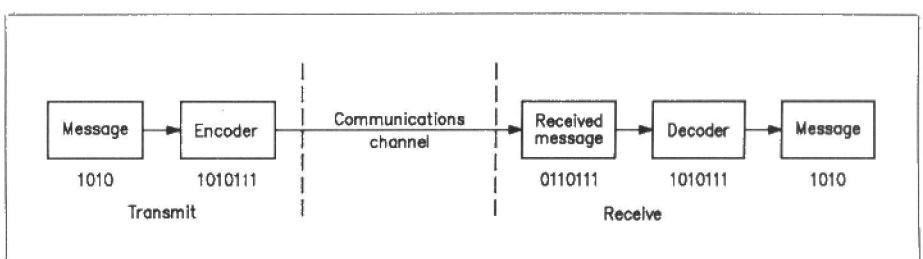 Message
Encoder
Communications
channel
Received
message
Decoder
Message
1010
1010111
0110111
1010111
1010
Transmit
Receive